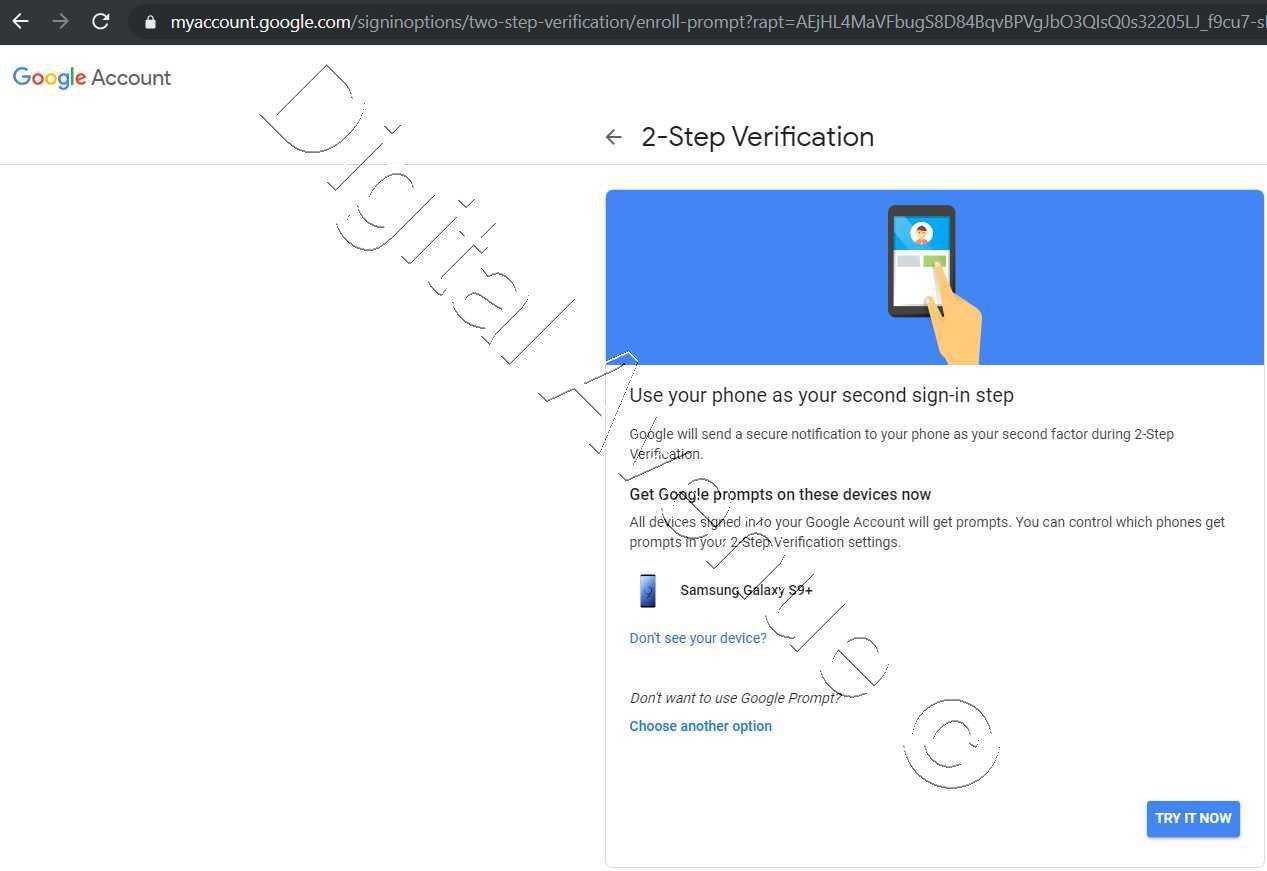 myaccount.google.com/signinoptions/two-step-verification/enroll-prompt?rapt=AEjHL4MaVFbugS8D84BqvBPVgJbO3QIsQ0s32205LJ_f9cu7-sl
Google Account
2-Step Verification
Use your phone as your second sign-in step
Google will send a secure notification to your phone as your second factor during 2-Step
Verification.
Get Google prompts on these devices now
All devices signed in to your Google Account will get prompts. You can control which phones get
prompts in your 2-Step Verification settings.
Samsung Galaxy S9+
Don't see your device?
Don't want to use Google Prompt?
Choose another option
TRY IT NOW
Digital Avenue ©